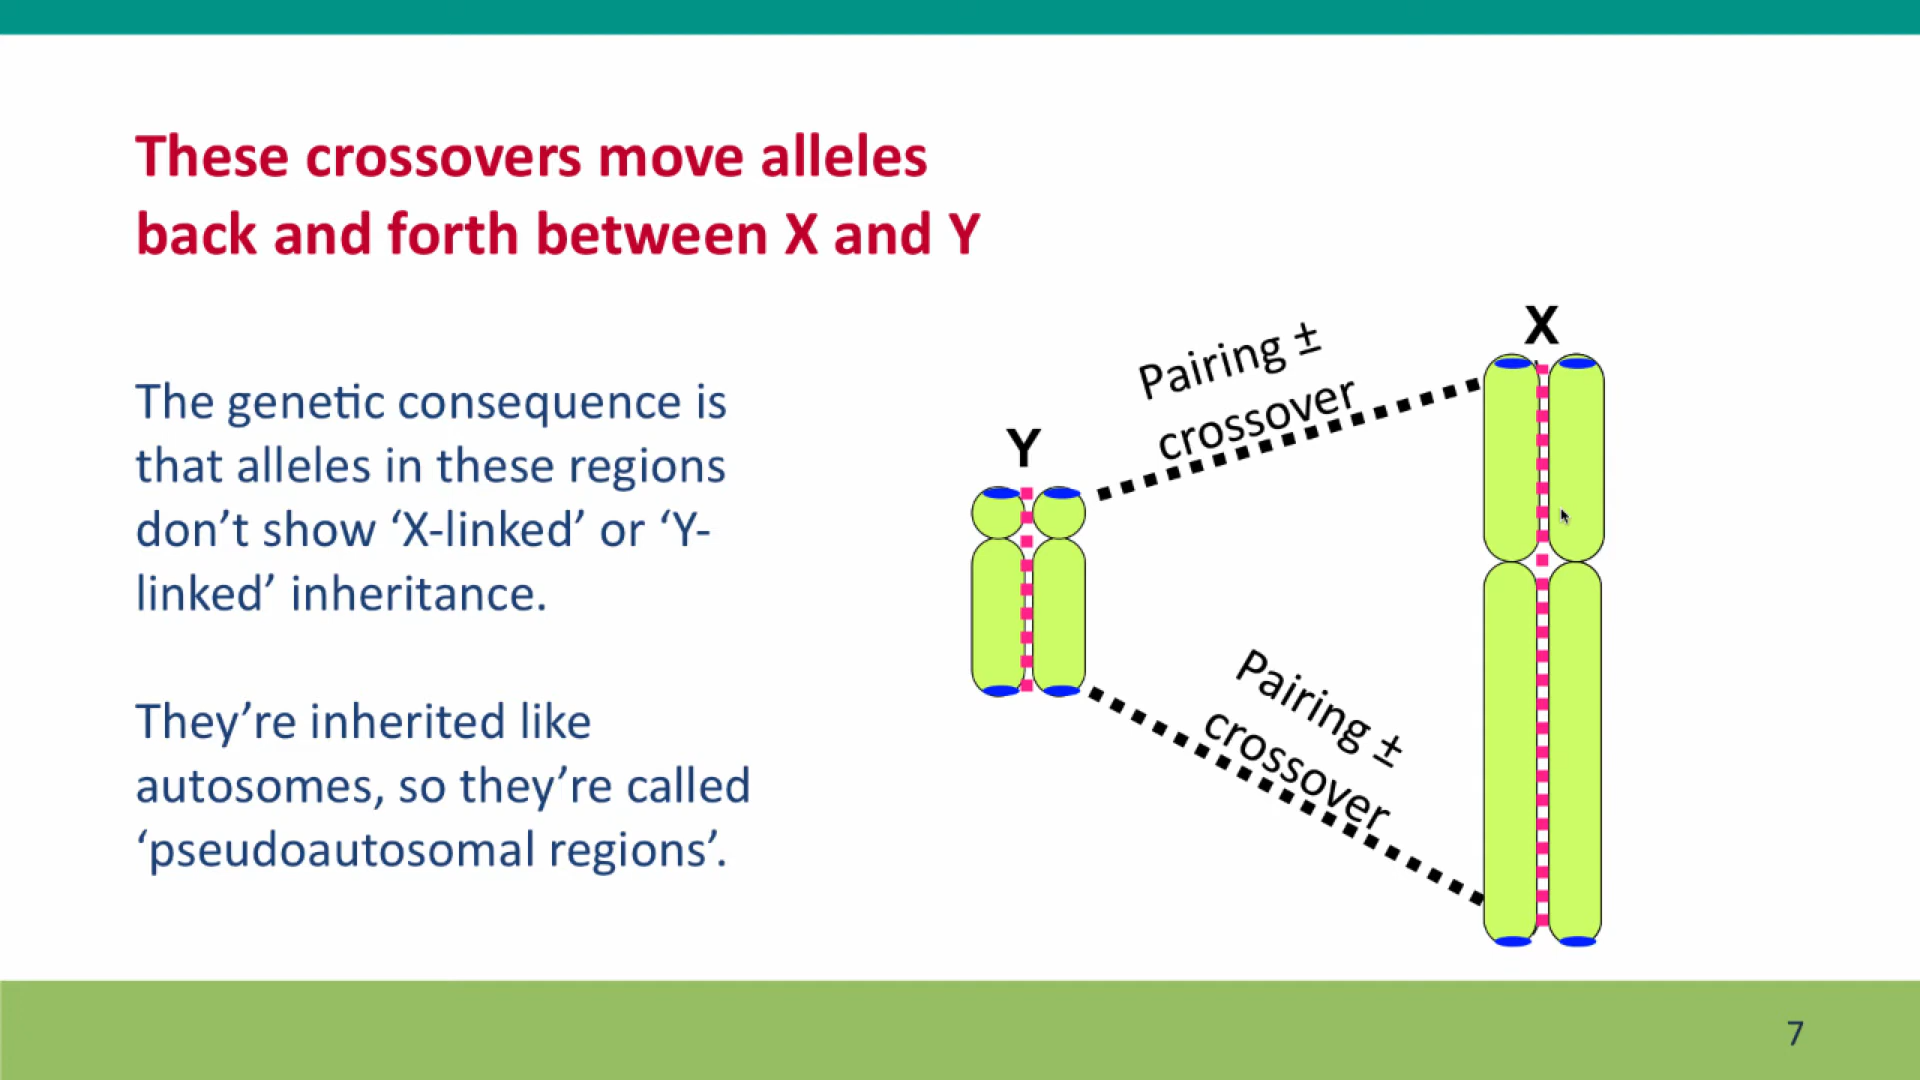 These crossovers move alleles
back and forth between X and Y
The genetic consequence is
that alleles in these regions
don’t show ‘X-linked’ or ‘Y-
linked’ inheritance.
They’re inherited like
autosomes, so they’re called
‘pseudoautosomal regions’.
X
Pairing ±
crossover
Y
Pairing ±
crossover
7